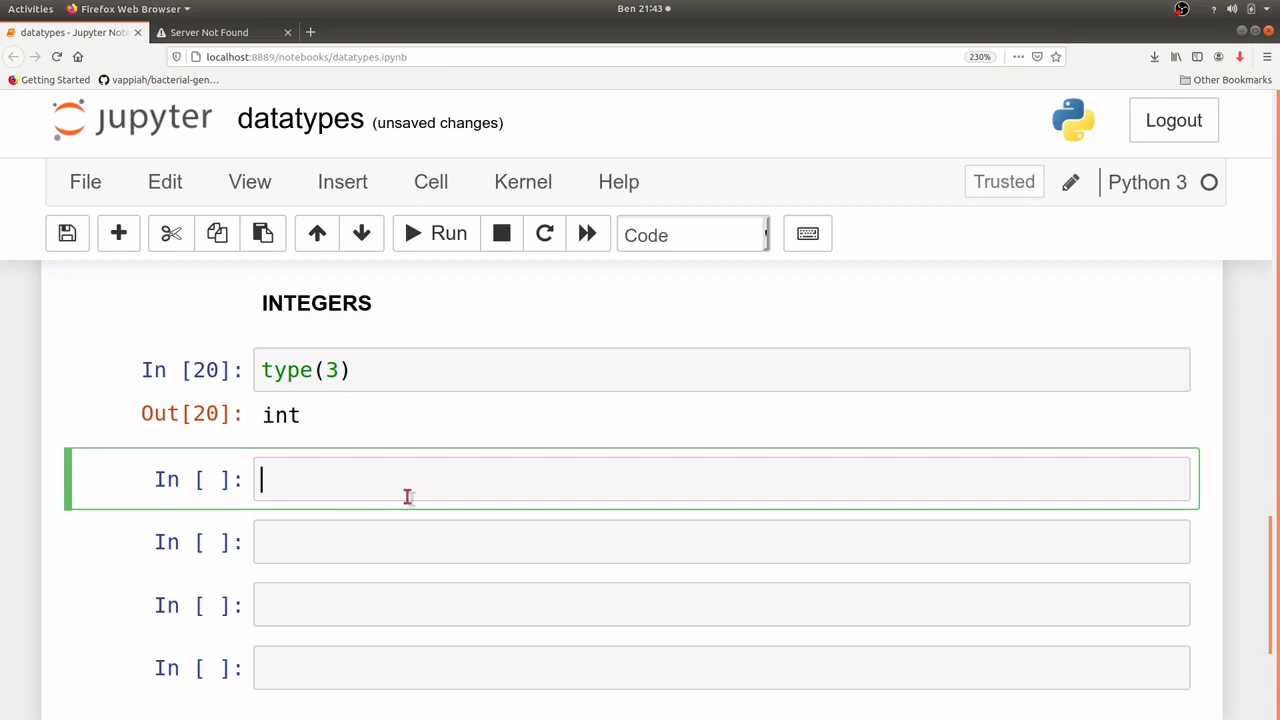 Activities Firefox Web Browser Ben 21:43
datatypes - Jupyter Note Server Not Found
localhost:8889/notebooks/datatypes.ipynb 230%
Getting Started vappiah/bacterial-gen... Other Bookmarks
jupyter datatypes (unsaved changes) Logout
File Edit View Insert Cell Kernel Help Trusted Python 3
Run Code
INTEGERS
In [20]: type(3)
Out[20]: int
In [ ]:
In [ ]:
In [ ]:
In [ ]: